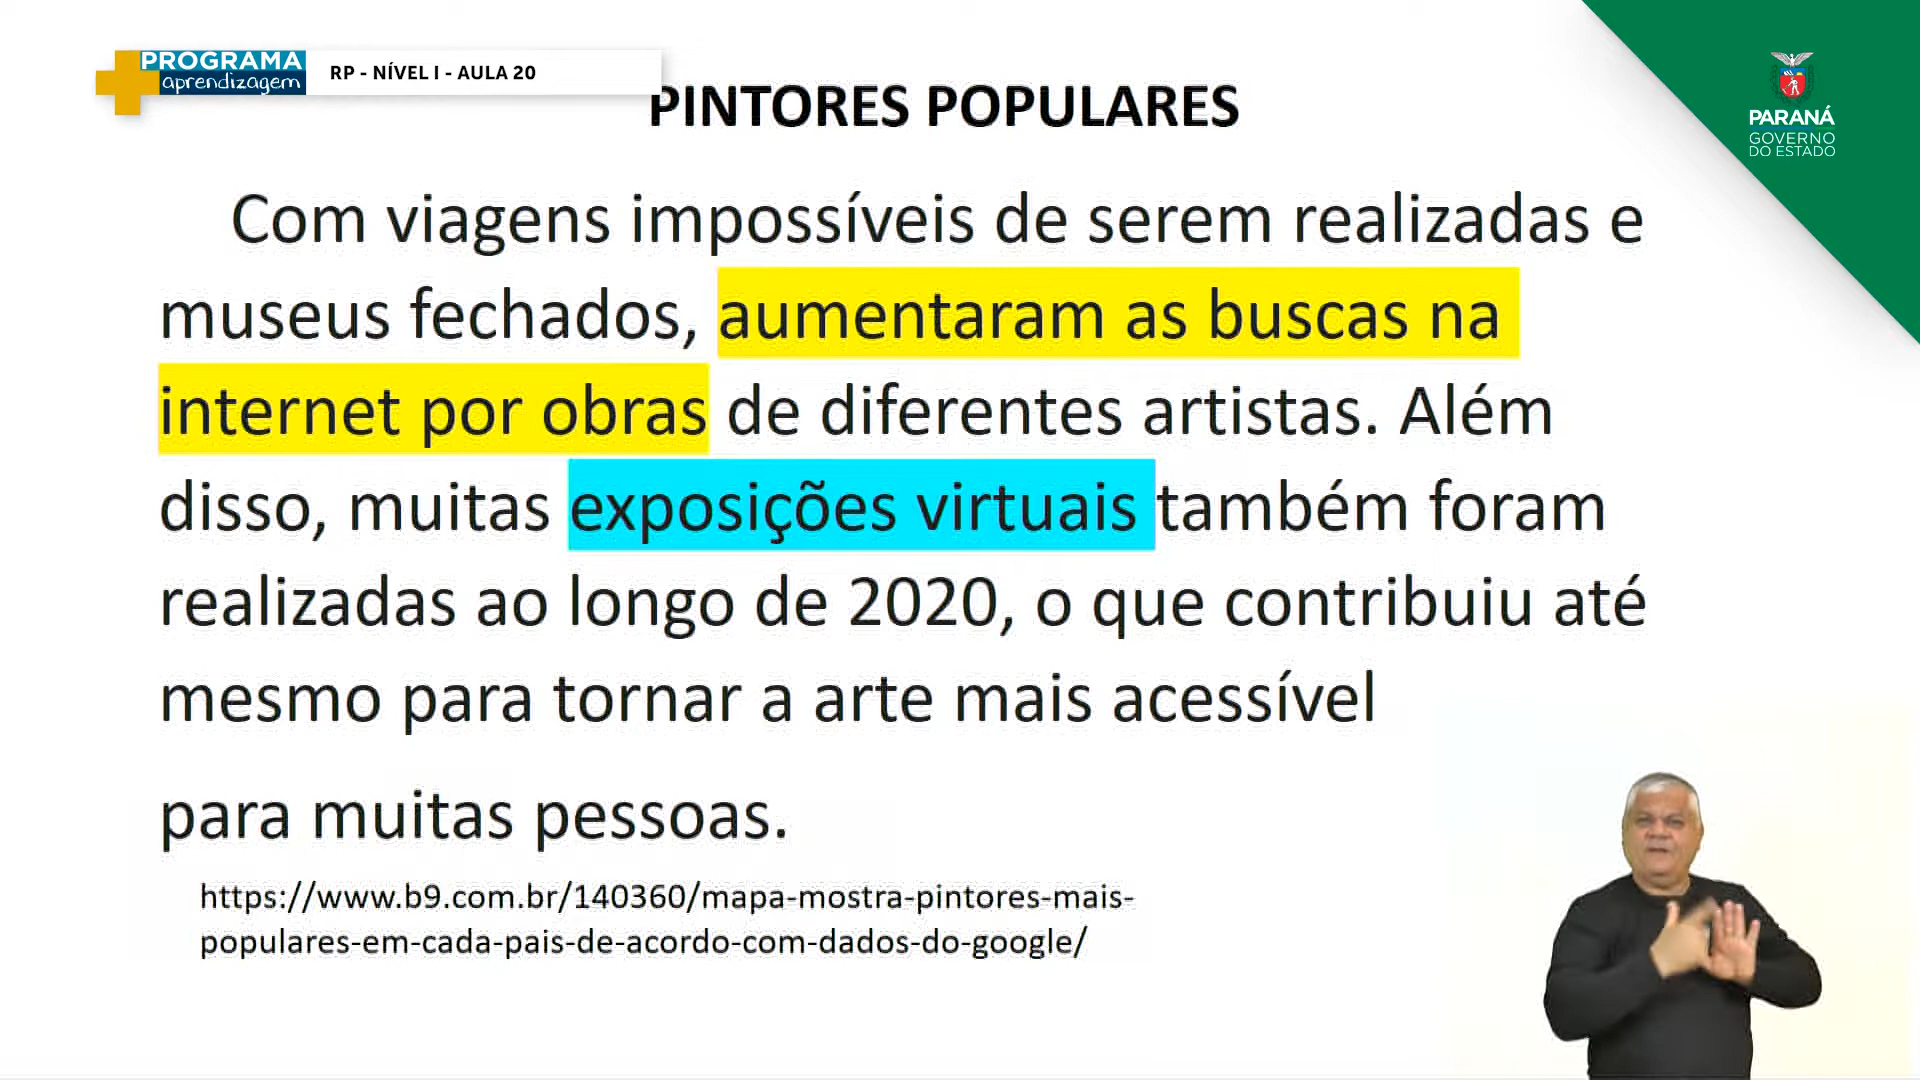 PROGRAMA
aprendizagem
RP - NÍVEL I - AULA 20
PINTORES POPULARES
PARANÁ
GOVERNO
DO ESTADO
Com viagens impossíveis de serem realizadas e
museus fechados, aumentaram as buscas na
internet por obras de diferentes artistas. Além
disso, muitas exposições virtuais também foram
realizadas ao longo de 2020, o que contribuiu até
mesmo para tornar a arte mais acessível
para muitas pessoas.
https://www.b9.com.br/140360/mapa-mostra-pintores-mais-
populares-em-cada-pais-de-acordo-com-dados-do-google/